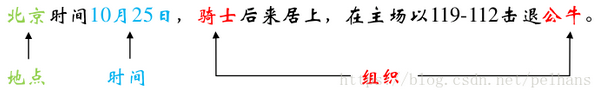 北京时间10月25日，骑士后来居上，在主场以119-112击退公牛。
地点 时间 组织
https://blog.csdn.net/pelhans